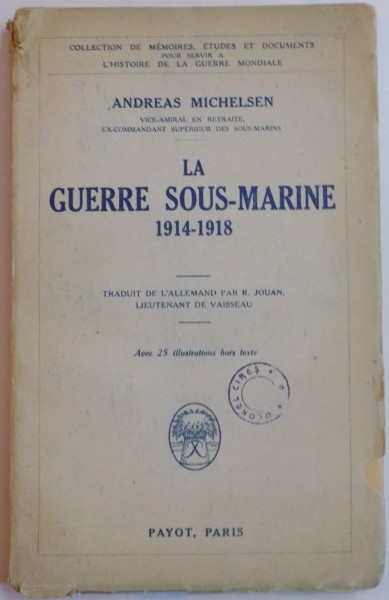 COLLECTION DE MÉMOIRES, ÉTUDES ET DOCUMENTS
POUR SERVIR A
L'HISTOIRE DE LA GUERRE MONDIALE
ANDREAS MICHELSEN
VICE-AMIRAL EN RETRAITE,
EX-COMMANDANT SUPÉRIEUR DES SOUS-MARINS
LA
GUERRE SOUS-MARINE
1914-1918
TRADUIT DE L'ALLEMAND PAR R. JOUAN,
LIEUTENANT DE VAISSEAU
Avec 25 illustrations hors texte
PAYOT, PARIS